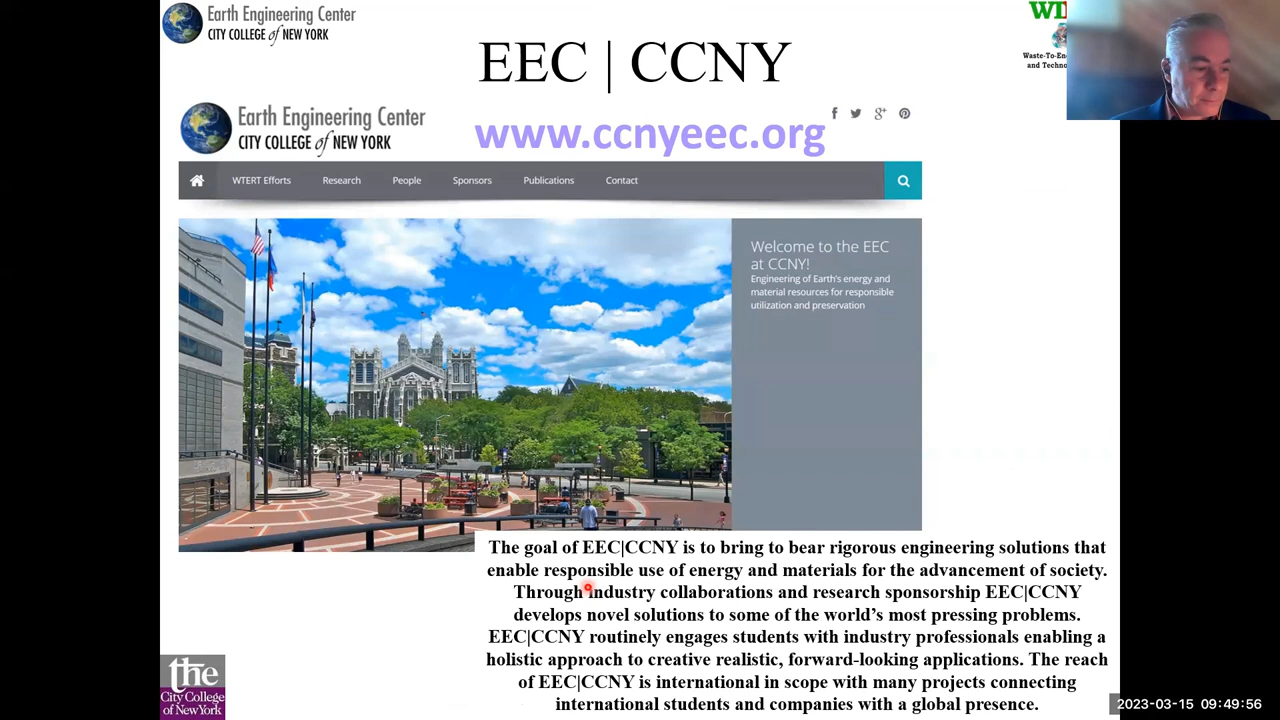 Earth Engineering Center
CITY COLLEGE of NEW YORK
EEC | CCNY
Waste-To-En
and Techno
Earth Engineering Center
CITY COLLEGE of NEW YORK
www.ccnyeec.org
WTERT Efforts Research People Sponsors Publications Contact
Welcome to the EEC
at CCNY!
Engineering of Earth's energy and
material resources for responsible
utilization and preservation
The goal of EEC|CCNY is to bring to bear rigorous engineering solutions that
enable responsible use of energy and materials for the advancement of society.
Through industry collaborations and research sponsorship EEC|CCNY
develops novel solutions to some of the world's most pressing problems.
EEC|CCNY routinely engages students with industry professionals enabling a
holistic approach to creative realistic, forward-looking applications. The reach
of EEC|CCNY is international in scope with many projects connecting
international students and companies with a global presence.
the
City College
of New York
2023-03-15 09:49:56